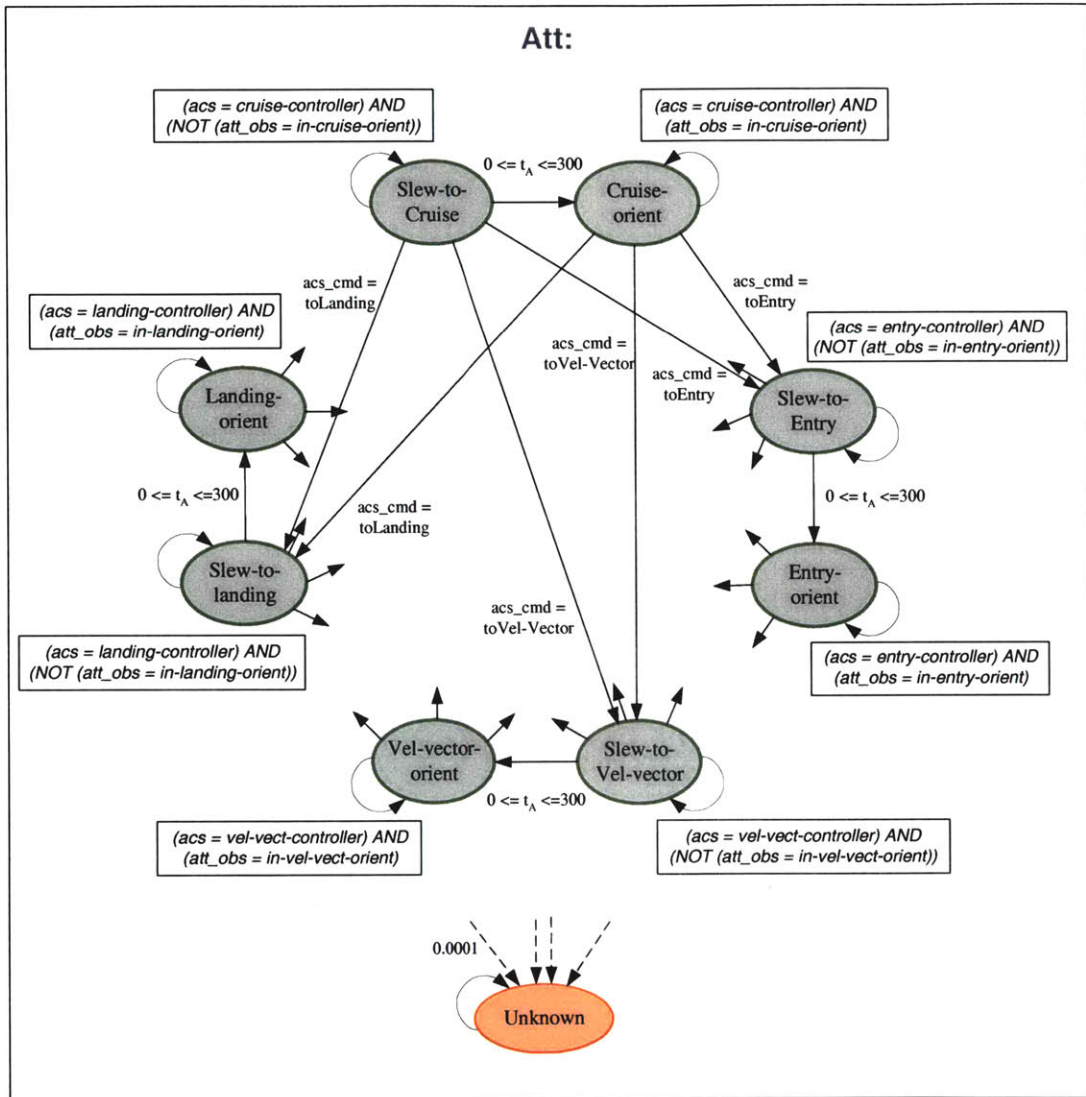 Att:
(acs = cruise-controller) AND
(NOT (att_obs = in-cruise-orient))
(acs = cruise-controller) AND
(att_obs = in-cruise-orient)
0 <= t_A <=300
Slew-to-
Cruise
Cruise-
orient
acs_cmd =
toLanding
acs_cmd =
toEntry
(acs = landing-controller) AND
(att_obs = in-landing-orient)
(acs = entry-controller) AND
(NOT (att_obs = in-entry-orient))
acs_cmd =
toVel-Vector
acs_cmd =
toEntry
Landing-
orient
Slew-to-
Entry
0 <= t_A <=300
acs_cmd =
toLanding
0 <= t_A <=300
Slew-to-
landing
Entry-
orient
acs_cmd =
toVel-Vector
(acs = landing-controller) AND
(NOT (att_obs = in-landing-orient))
(acs = entry-controller) AND
(att_obs = in-entry-orient)
Vel-vector-
orient
Slew-to-
Vel-vector
0 <= t_A <=300
(acs = vel-vect-controller) AND
(att_obs = in-vel-vect-orient)
(acs = vel-vect-controller) AND
(NOT (att_obs = in-vel-vect-orient))
0.0001
Unknown